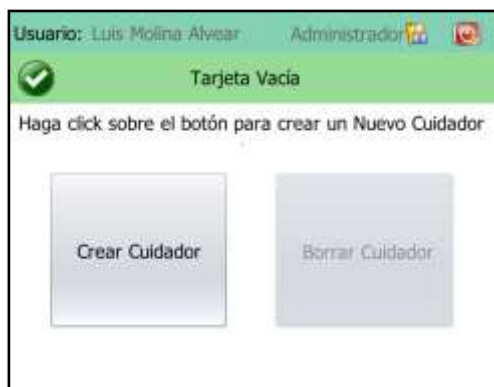 Usuario: Luis Molina Alvear Administrador
Tarjeta Vacía
Haga click sobre el botón para crear un Nuevo Cuidador
Crear Cuidador Borrar Cuidador